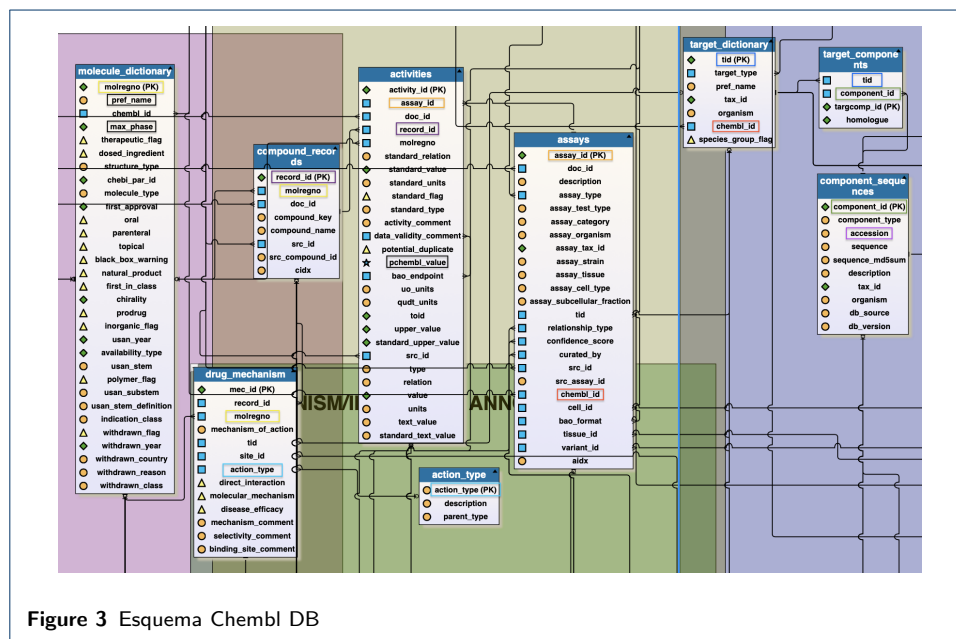 molecule_dictionary
molregno (PK)
pref_name
chembl_id
max_phase
therapeutic_flag
dosed_ingredient
structure_type
chebi_par_id
molecule_type
first_approval
oral
parenteral
topical
black_box_warning
natural_product
first_in_class
chirality
prodrug
inorganic_flag
usan_year
availability_type
usan_stem
polymer_flag
usan_substem
usan_stem_definition
indication_class
withdrawn_flag
withdrawn_year
withdrawn_country
withdrawn_reason
withdrawn_class
compound_reco
rds
record_id (PK)
molregno
doc_id
compound_key
compound_name
src_id
src_compound_id
cidx
drug_mechanism
mec_id (PK)
record_id
molregno
mechanism_of_action
tid
site_id
action_type
direct_interaction
molecular_mechanism
disease_efficacy
mechanism_comment
selectivity_comment
binding_site_comment
activities
activity_id (PK)
assay_id
doc_id
record_id
molregno
standard_relation
standard_value
standard_units
standard_flag
standard_type
activity_comment
data_validity_comment
potential_duplicate
pchembl_value
bao_endpoint
uo_units
qudt_units
toid
upper_value
standard_upper_value
src_id
type
relation
value
units
text_value
standard_text_value
action_type
action_type (PK)
description
parent_type
assays
assay_id (PK)
doc_id
description
assay_type
assay_test_type
assay_category
assay_organism
assay_tax_id
assay_strain
assay_tissue
assay_cell_type
assay_subcellular_fraction
tid
relationship_type
confidence_score
curated_by
src_id
src_assay_id
chembl_id
cell_id
bao_format
tissue_id
variant_id
aidx
target_dictionary
tid (PK)
target_type
pref_name
tax_id
organism
chembl_id
species_group_flag
target_compone
nts
tid
component_id
targcomp_id (PK)
homologue
component_seque
nces
component_id (PK)
component_type
accession
sequence
sequence_md5sum
description
tax_id
organism
db_source
db_version
Figure 3 Esquema Chembl DB